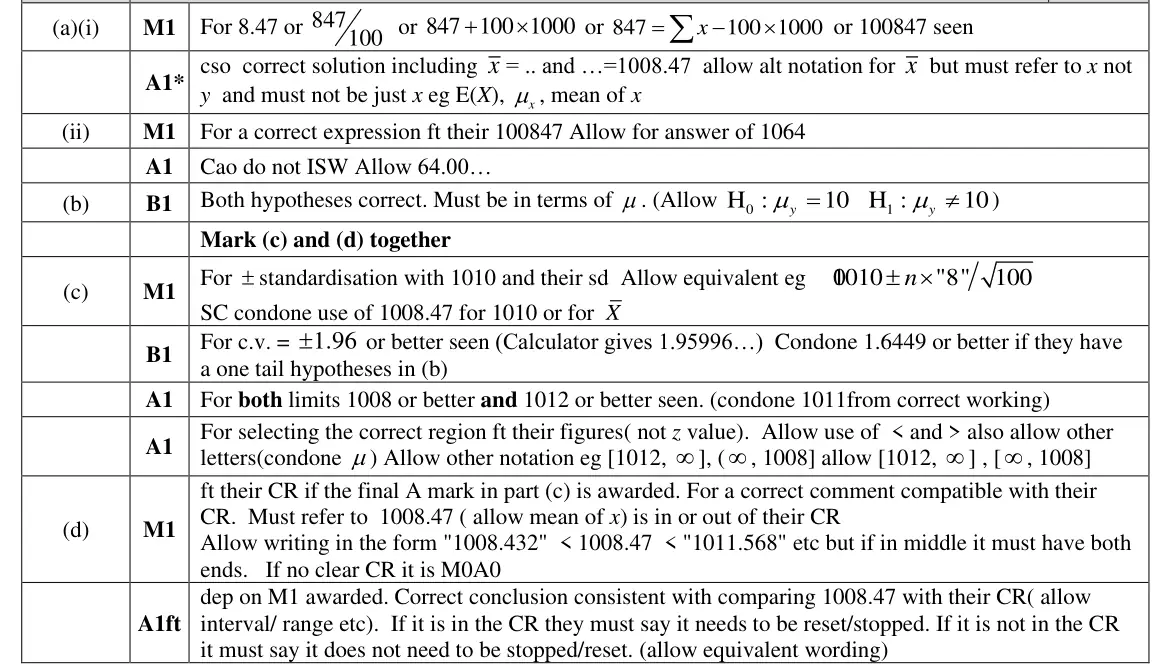 (a)(i) M1 For 8.47 or 847/100 or 847 + 100×1000 or 847 = ∑x − 100×1000 or 100847 seen
A1* cso correct solution including x̄ = .. and …=1008.47 allow alt notation for x̄ but must refer to x not
y and must not be just x eg E(X), μₓ , mean of x
(ii) M1 For a correct expression ft their 100847 Allow for answer of 1064
A1 Cao do not ISW Allow 64.00…
(b) B1 Both hypotheses correct. Must be in terms of μ . (Allow H₀ : μ_y = 10 H₁ : μ_y ≠ 10 )
Mark (c) and (d) together
(c) M1 For ± standardisation with 1010 and their sd Allow equivalent eg 010 ± n × "8"/√100
SC condone use of 1008.47 for 1010 or for X̄
B1 For c.v. = ±1.96 or better seen (Calculator gives 1.95996…) Condone 1.6449 or better if they have
a one tail hypotheses in (b)
A1 For both limits 1008 or better and 1012 or better seen. (condone 1011from correct working)
A1 For selecting the correct region ft their figures( not z value). Allow use of < and > also allow other
letters(condone μ ) Allow other notation eg [1012, ∞ ], ( ∞ , 1008] allow [1012, ∞ ] , [ ∞ , 1008]
(d) M1 ft their CR if the final A mark in part (c) is awarded. For a correct comment compatible with their
CR. Must refer to 1008.47 ( allow mean of x) is in or out of their CR
Allow writing in the form "1008.432" < 1008.47 < "1011.568" etc but if in middle it must have both
ends. If no clear CR it is M0A0
A1ft dep on M1 awarded. Correct conclusion consistent with comparing 1008.47 with their CR( allow
interval/ range etc). If it is in the CR they must say it needs to be reset/stopped. If it is not in the CR
it must say it does not need to be stopped/reset. (allow equivalent wording)